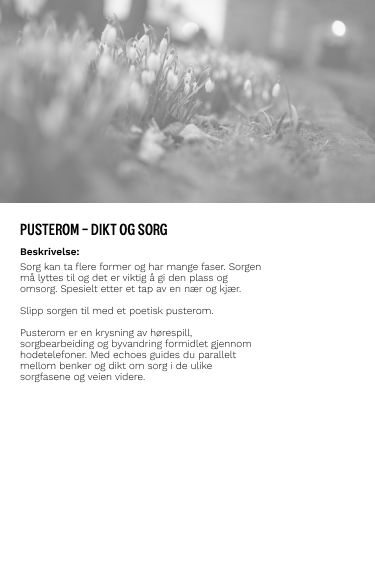 PUSTEROM – DIKT OG SORG
Beskrivelse:
Sorg kan ta flere former og har mange faser. Sorgen
må lyttes til og det er viktig å gi den plass og
omsorg. Spesielt etter et tap av en nær og kjær.
Slipp sorgen til med et poetisk pusterom.
Pusterom er en krysning av hørespill,
sorgbearbeiding og byvandring formidlet gjennom
hodetelefoner. Med echoes guides du parallelt
mellom benker og dikt om sorg i de ulike
sorgfasene og veien videre.